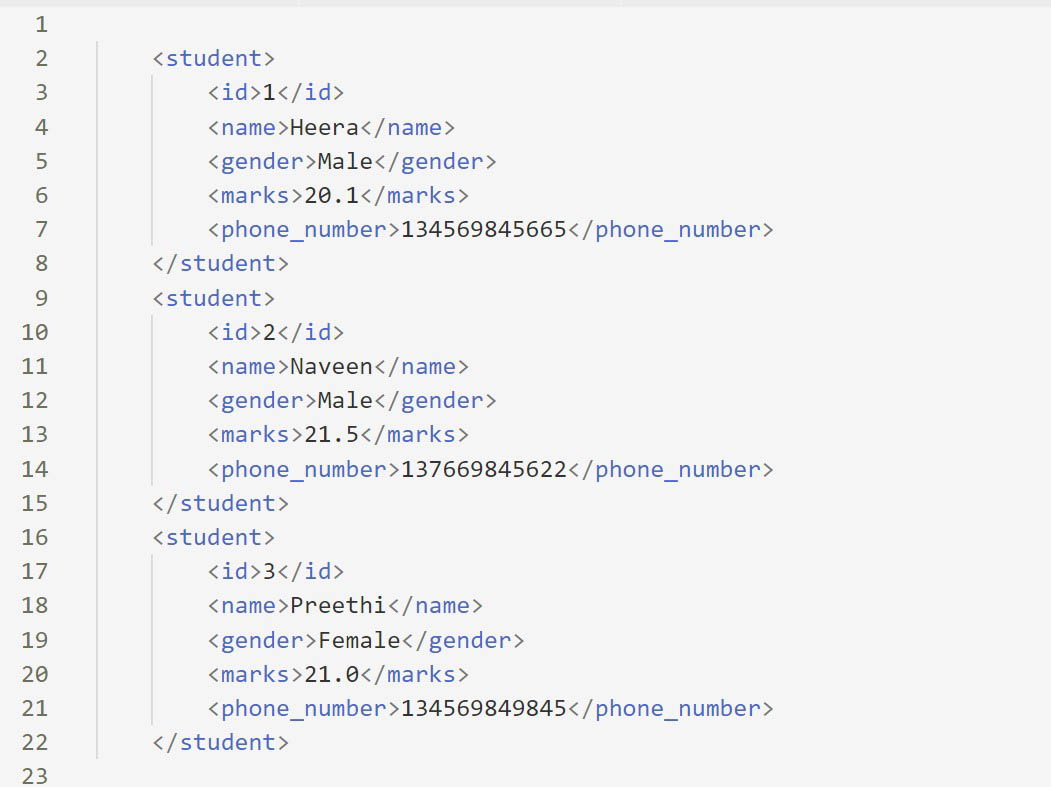 1
2 <student>
3 <id>1</id>
4 <name>Heera</name>
5 <gender>Male</gender>
6 <marks>20.1</marks>
7 <phone_number>134569845665</phone_number>
8 </student>
9 <student>
10 <id>2</id>
11 <name>Naveen</name>
12 <gender>Male</gender>
13 <marks>21.5</marks>
14 <phone_number>137669845622</phone_number>
15 </student>
16 <student>
17 <id>3</id>
18 <name>Preethi</name>
19 <gender>Female</gender>
20 <marks>21.0</marks>
21 <phone_number>134569849845</phone_number>
22 </student>
23